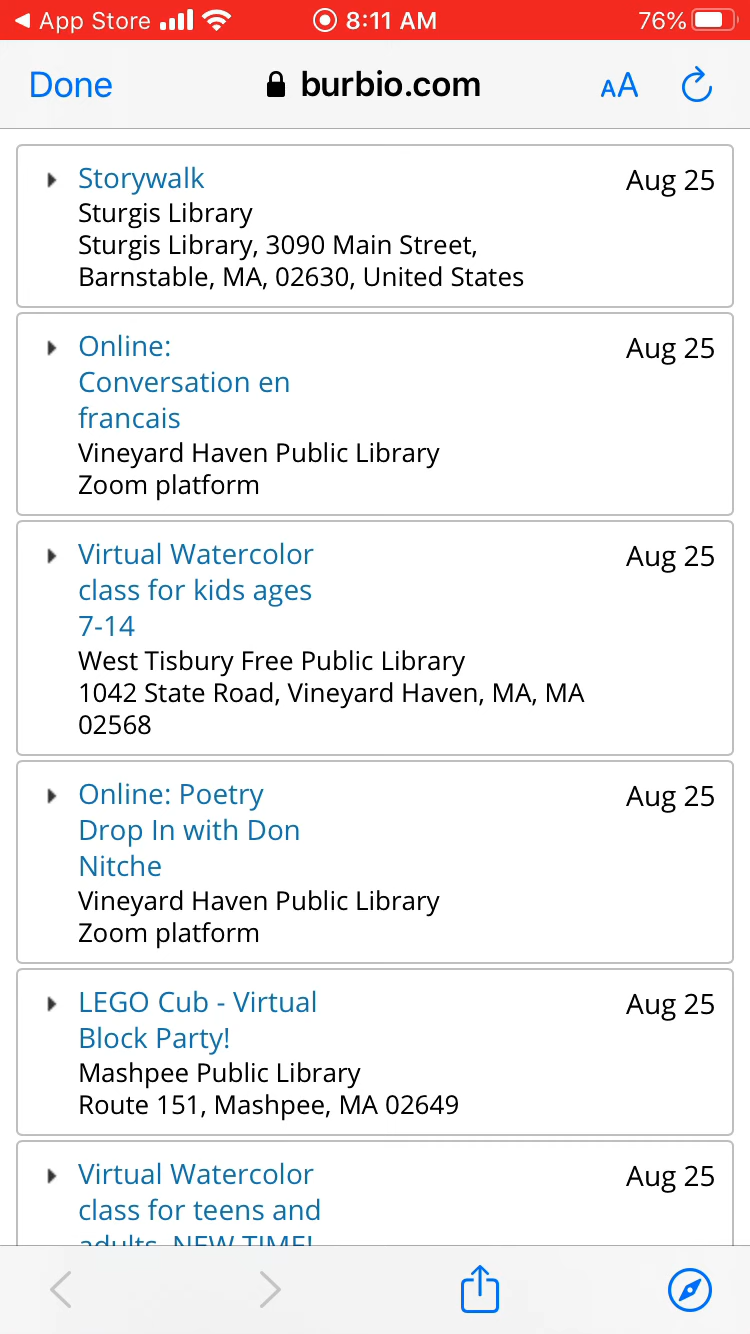 App Store 8:11 AM 76%
Done burbio.com AA
Storywalk Aug 25
Sturgis Library
Sturgis Library, 3090 Main Street,
Barnstable, MA, 02630, United States
Online: Aug 25
Conversation en
francais
Vineyard Haven Public Library
Zoom platform
Virtual Watercolor Aug 25
class for kids ages
7-14
West Tisbury Free Public Library
1042 State Road, Vineyard Haven, MA, MA
02568
Online: Poetry Aug 25
Drop In with Don
Nitche
Vineyard Haven Public Library
Zoom platform
LEGO Cub - Virtual Aug 25
Block Party!
Mashpee Public Library
Route 151, Mashpee, MA 02649
Virtual Watercolor Aug 25
class for teens and
adults NEW TIME!